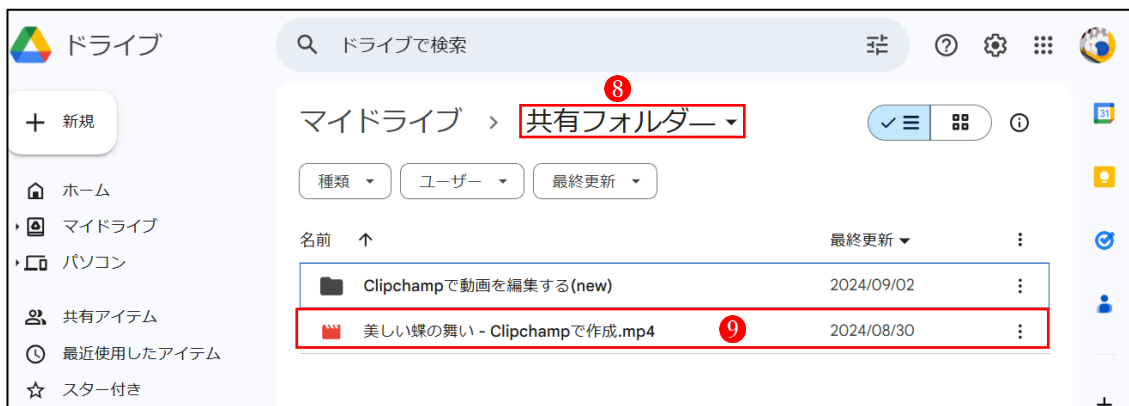 ドライブ
ドライブで検索
8
マイドライブ 共有フォルダー
新規
31
種類 ユーザー 最終更新
ホーム
マイドライブ
パソコン
名前 最終更新
Clipchampで動画を編集する(new) 2024/09/02
共有アイテム
美しい蝶の舞い - Clipchampで作成.mp4 9 2024/08/30
最近使用したアイテム
スター付き